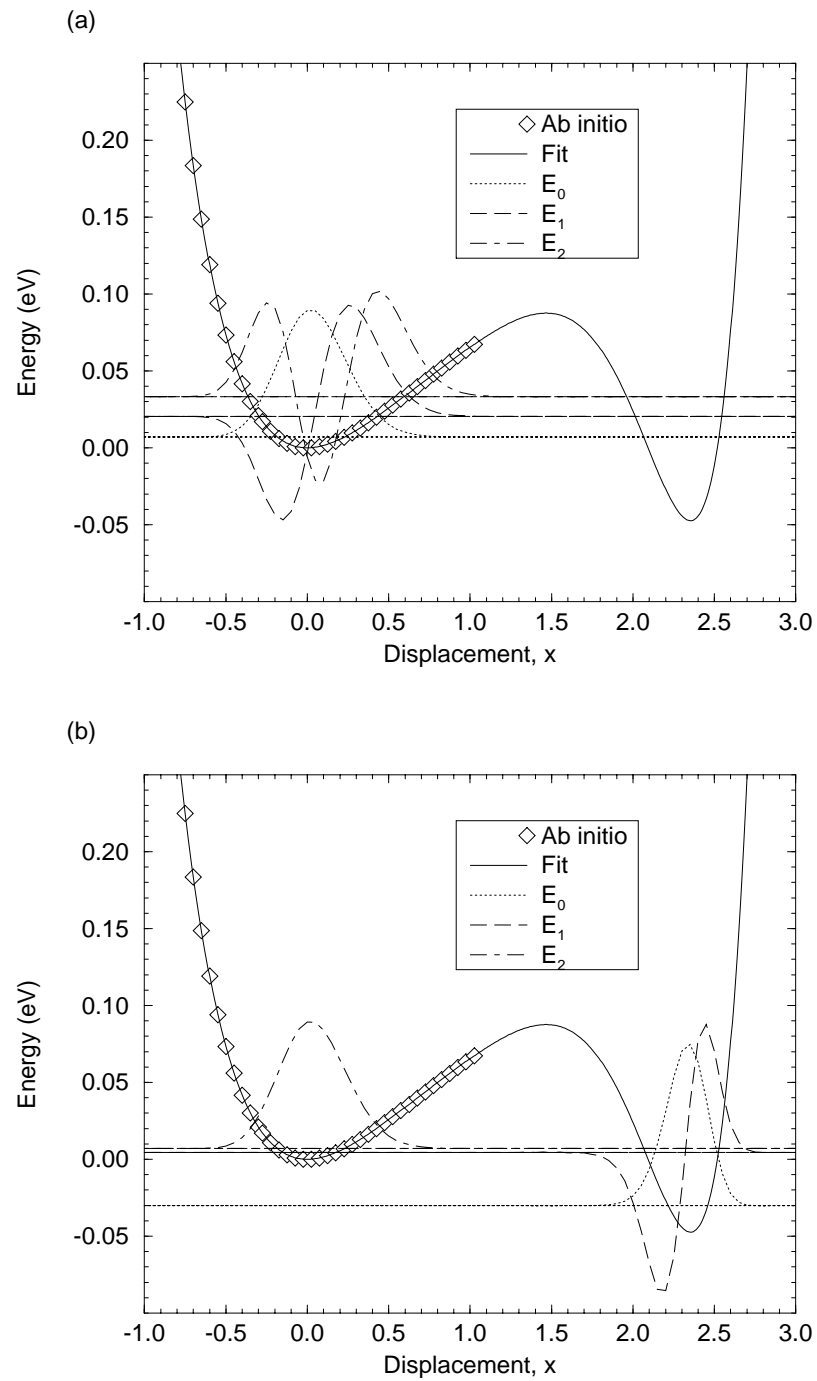 (a)
Energy (eV)
0.20
0.15
0.10
0.05
0.00
-0.05
Ab initio
Fit
E0
E1
E2
-1.0 -0.5 0.0 0.5 1.0 1.5 2.0 2.5 3.0
Displacement, x
(b)
Energy (eV)
0.20
0.15
0.10
0.05
0.00
-0.05
Ab initio
Fit
E0
E1
E2
-1.0 -0.5 0.0 0.5 1.0 1.5 2.0 2.5 3.0
Displacement, x